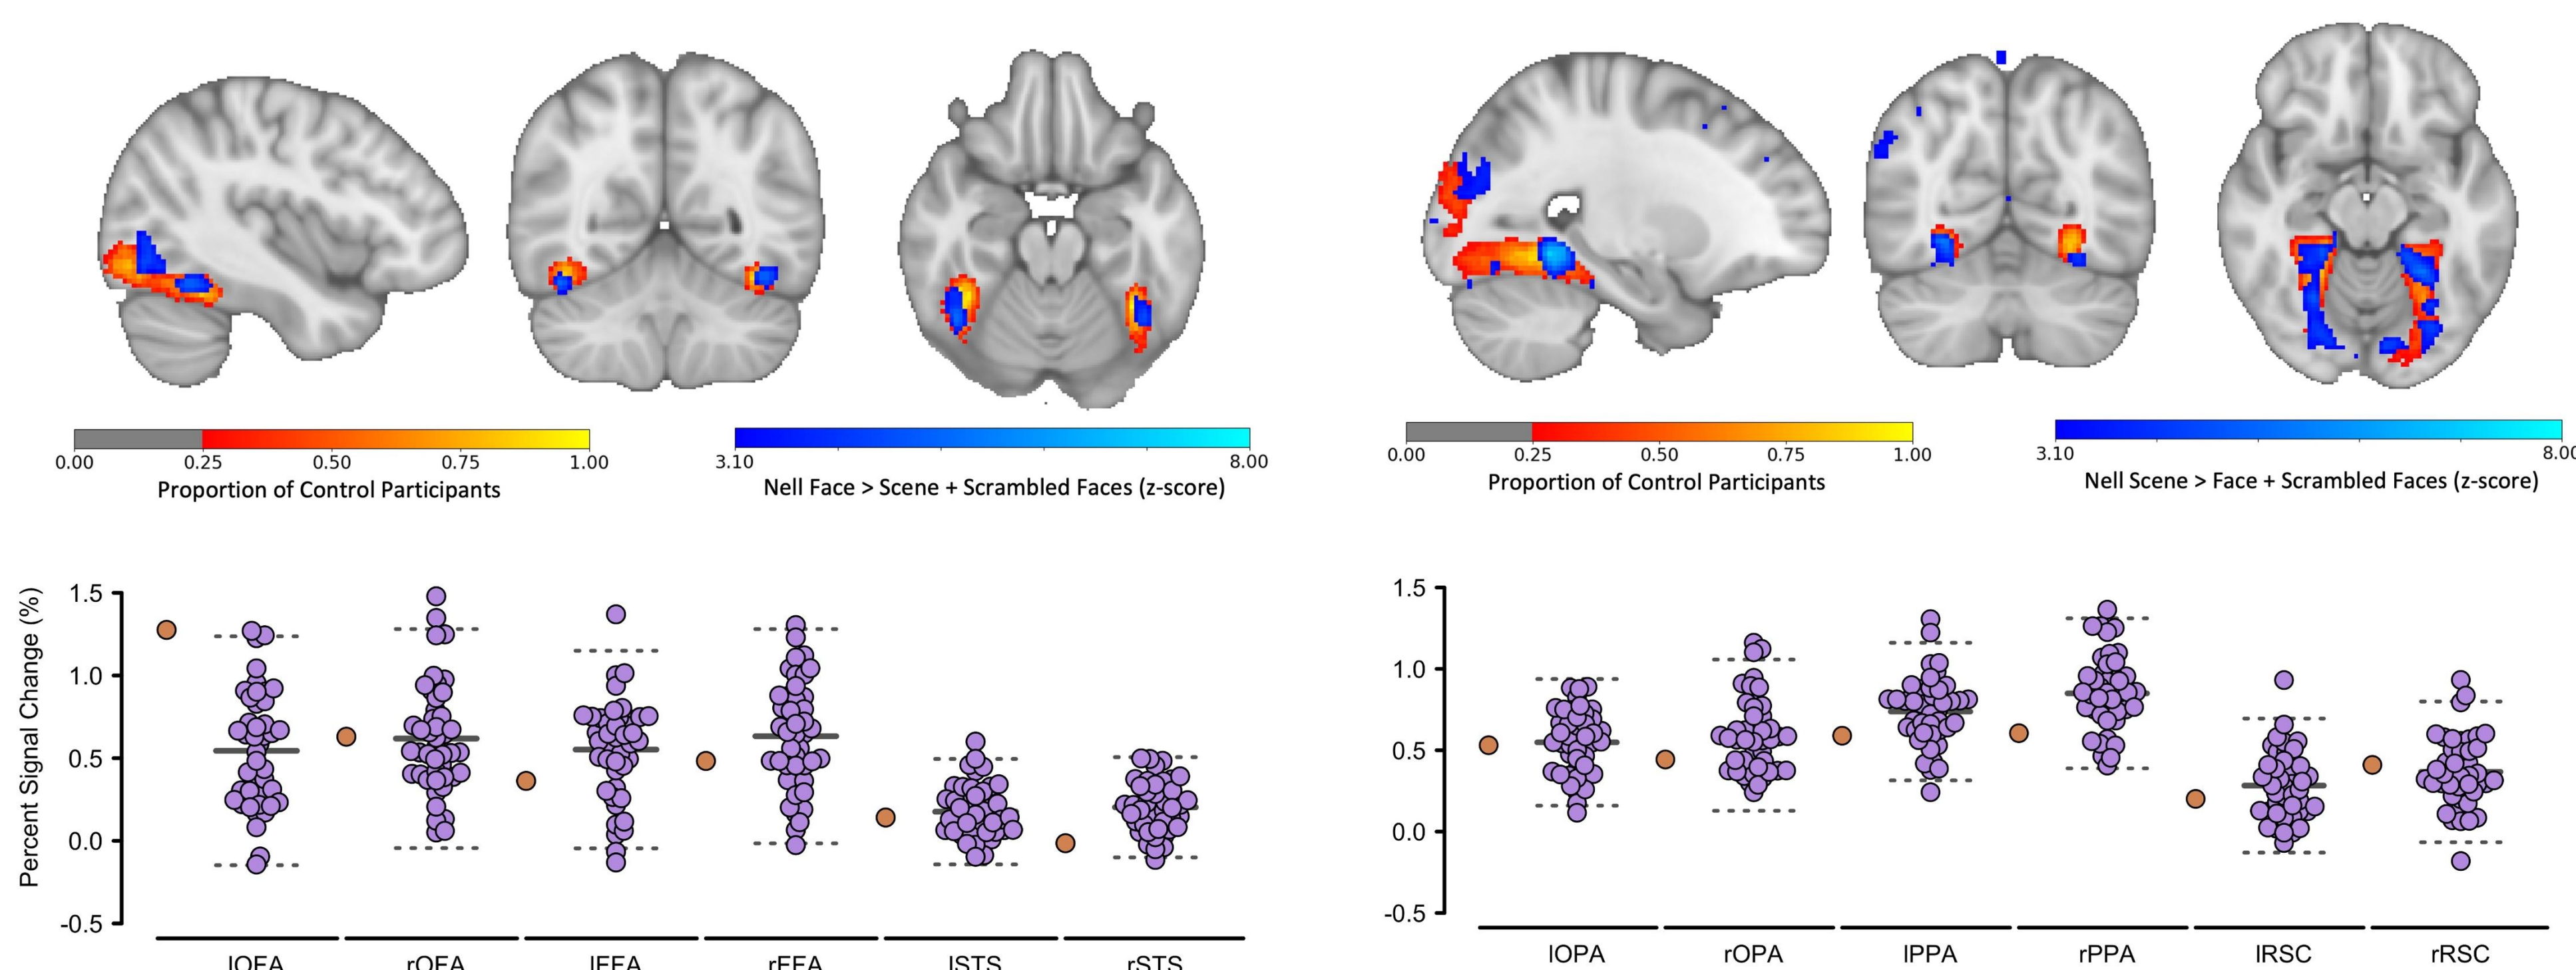 0.00 0.25 0.50 0.75 1.00
Proportion of Control Participants
3.10 8.00
Nell Face > Scene + Scrambled Faces (z-score)
0.00 0.25 0.50 0.75 1.00
Proportion of Control Participants
3.10 8.00
Nell Scene > Face + Scrambled Faces (z-score)
Percent Signal Change (%)
1.5
1.0
0.5
0.0
-0.5
lOFA rOFA lFFA rFFA lSTS rSTS
1.5
1.0
0.5
0.0
-0.5
lOPA rOPA lPPA rPPA lRSC rRSC